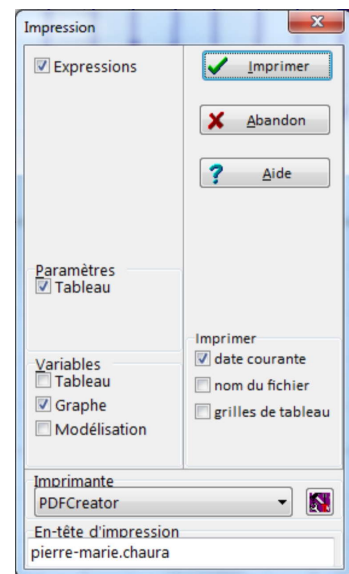 Impression
Expressions
Imprimer
Abandon
Aide
Paramètres
Tableau
Imprimer
date courante
nom du fichier
grilles de tableau
Variables
Tableau
Graphe
Modélisation
Imprimante
PDFCreator
En-tête d'impression
pierre-marie.chaura